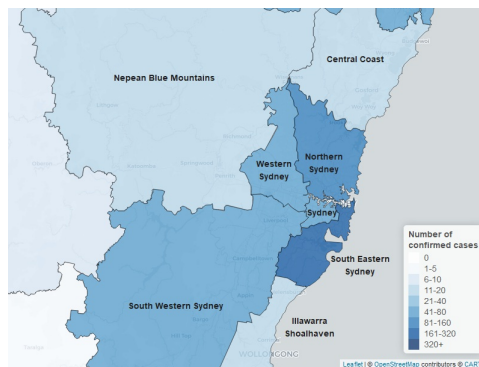 Central Coast
Nepean Blue Mountains
Western
Sydney
Northern
Sydney
Sydney
South Eastern
Sydney
South Western Sydney
Illawarra
Shoalhaven
WOLLONGONG
Number of
confirmed cases
0
1-5
6-10
11-20
21-40
41-80
81-160
161-320
320+
Leaflet | © OpenStreetMap contributors © CART